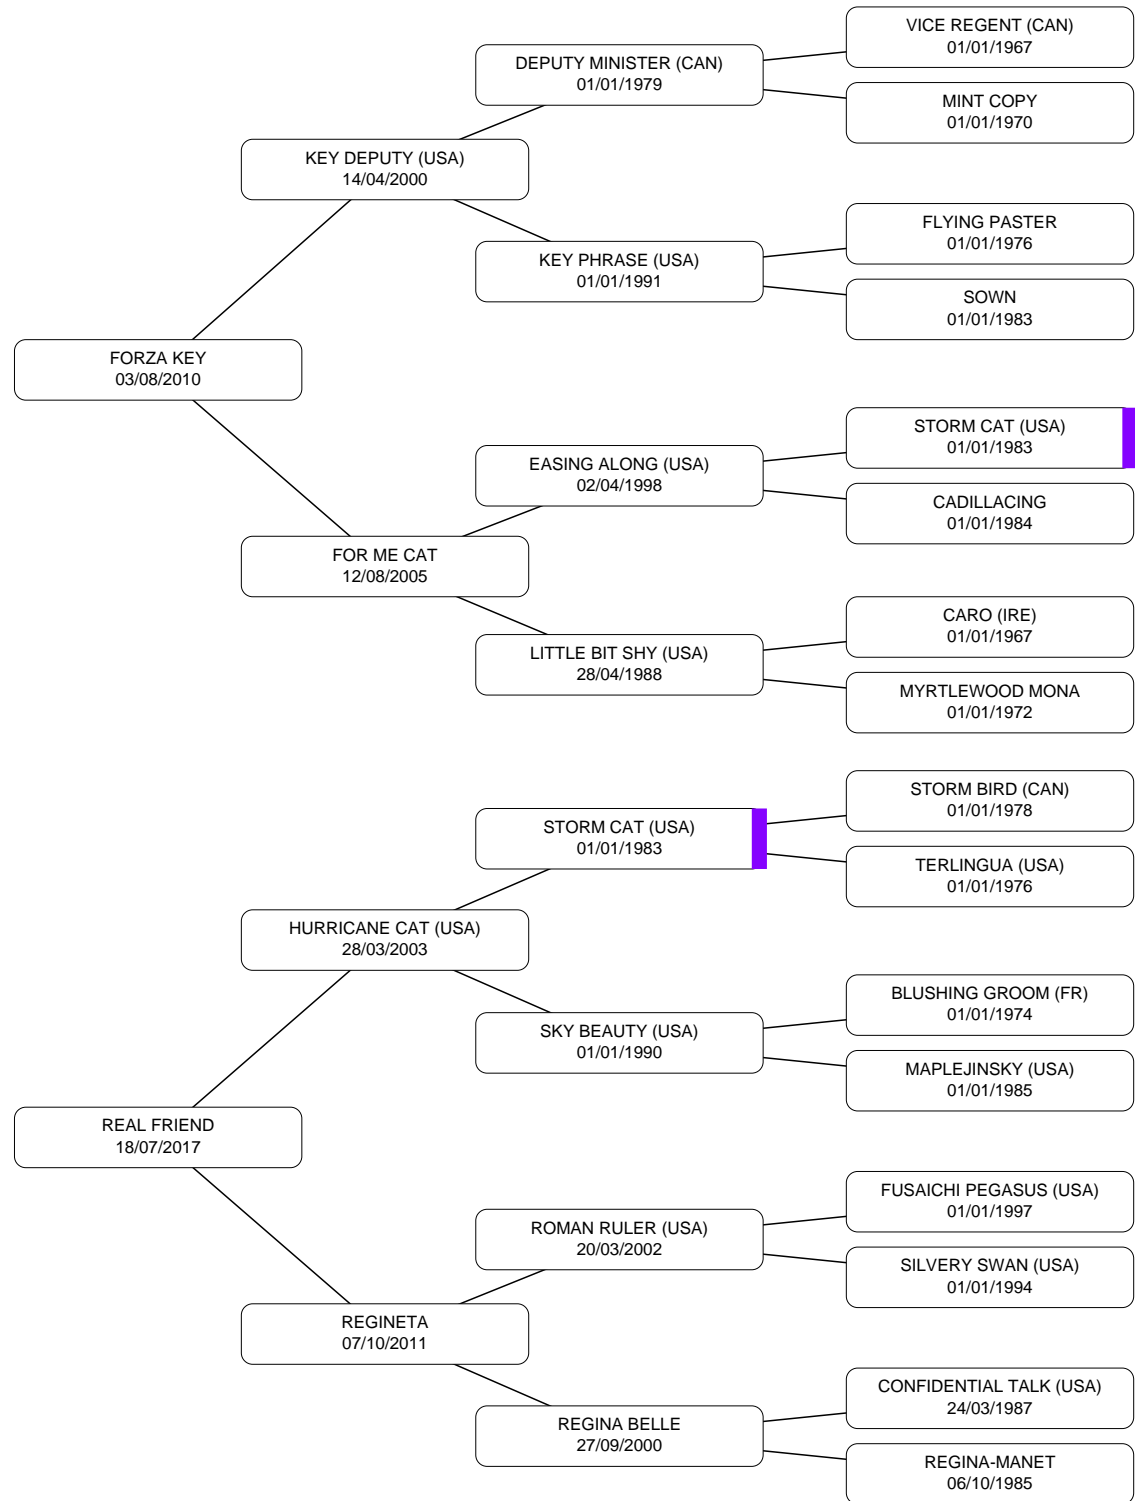 VICE REGENT (CAN)
01/01/1967
DEPUTY MINISTER (CAN)
01/01/1979
MINT COPY
01/01/1970
KEY DEPUTY (USA)
14/04/2000
FLYING PASTER
01/01/1976
KEY PHRASE (USA)
01/01/1991
SOWN
01/01/1983
FORZA KEY
03/08/2010
STORM CAT (USA)
01/01/1983
EASING ALONG (USA)
02/04/1998
CADILLACING
01/01/1984
FOR ME CAT
12/08/2005
CARO (IRE)
01/01/1967
LITTLE BIT SHY (USA)
28/04/1988
MYRTLEWOOD MONA
01/01/1972
STORM BIRD (CAN)
01/01/1978
STORM CAT (USA)
01/01/1983
TERLINGUA (USA)
01/01/1976
HURRICANE CAT (USA)
28/03/2003
BLUSHING GROOM (FR)
01/01/1974
SKY BEAUTY (USA)
01/01/1990
MAPLEJINSKY (USA)
01/01/1985
REAL FRIEND
18/07/2017
FUSAICHI PEGASUS (USA)
01/01/1997
ROMAN RULER (USA)
20/03/2002
SILVERY SWAN (USA)
01/01/1994
REGINETA
07/10/2011
CONFIDENTIAL TALK (USA)
24/03/1987
REGINA BELLE
27/09/2000
REGINA-MANET
06/10/1985